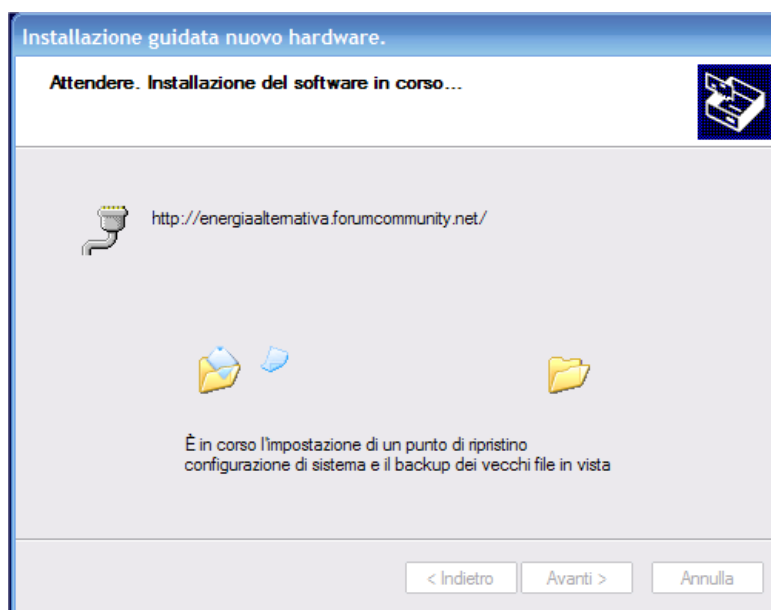 Installazione guidata nuovo hardware.
Attendere. Installazione del software in corso...
http://energiaalternativa.forumcommunity.net/
È in corso l'impostazione di un punto di ripristino
configurazione di sistema e il backup dei vecchi file in vista
< Indietro Avanti > Annulla